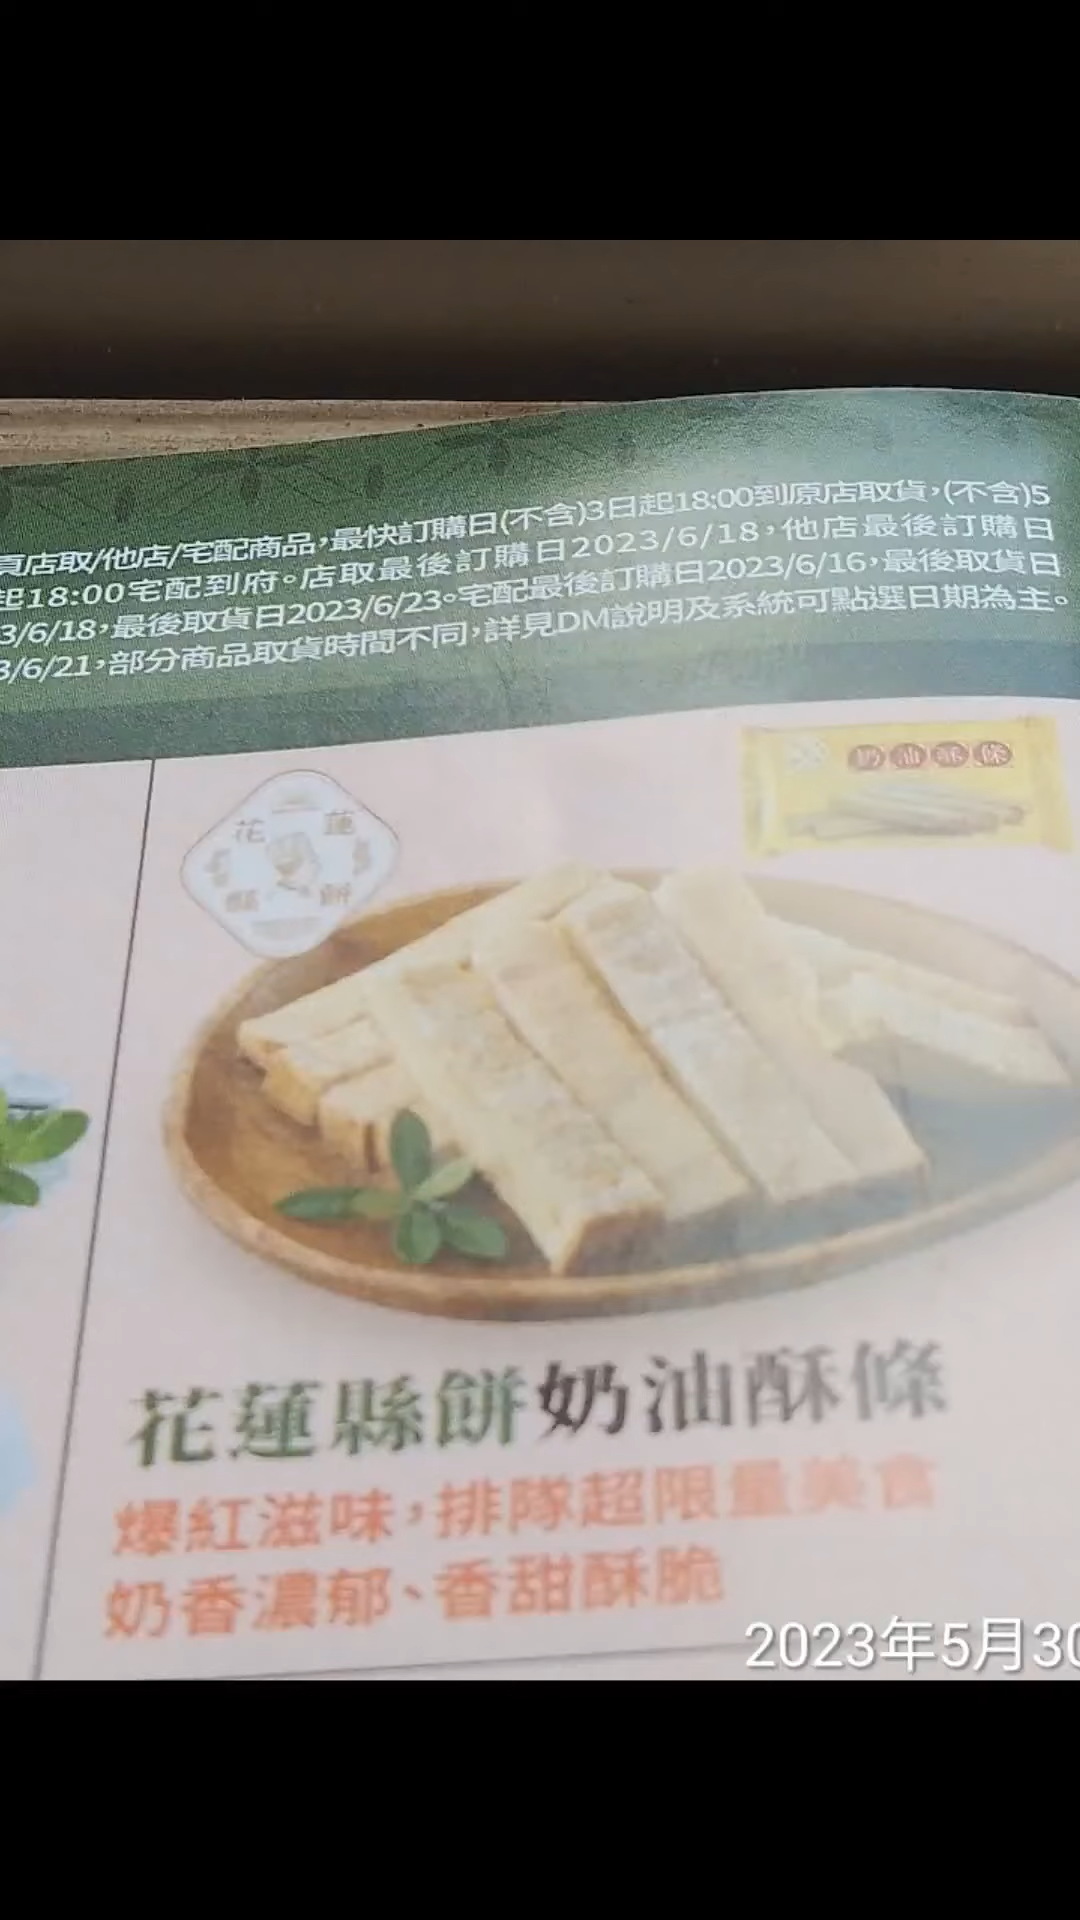 頁店取/他店/宅配商品，最快訂購日(不含)3日起18:00到原店取貨，(不含)5
起18:00宅配到府。店取最後訂購日2023/6/18，他店最後訂購日
3/6/18，最後取貨日2023/6/23。宅配最後訂購日2023/6/16，最後取貨日
3/6/21，部分商品取貨時間不同，詳見DM說明及系統可點選日期為主。
奶油酥條
花蓮
縣餅
花蓮縣餅奶油酥條
爆紅滋味，排隊超限量美食
奶香濃郁、香甜酥脆
2023年5月30